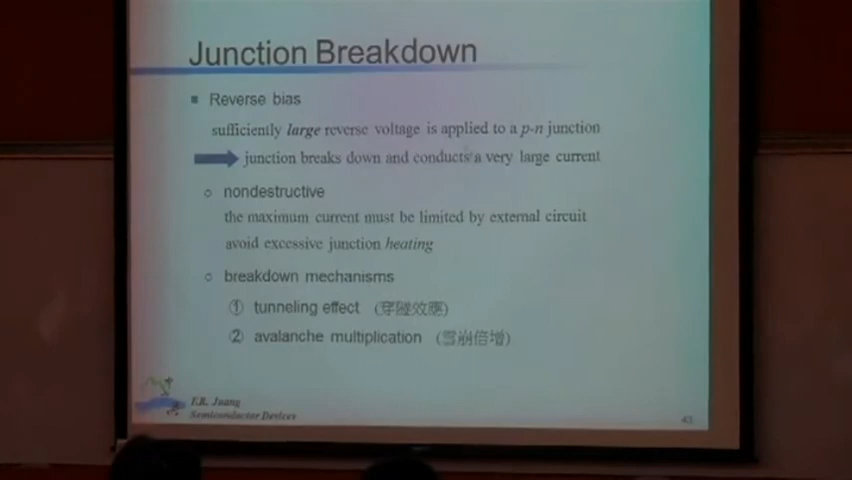 Junction Breakdown
Reverse bias
sufficiently large reverse voltage is applied to a p-n junction
junction breaks down and conducts a very large current
nondestructive
the maximum current must be limited by external circuit
avoid excessive junction heating
breakdown mechanisms
① tunneling effect (穿隧效應)
② avalanche multiplication (雪崩倍增)
F.R. Juang
Semiconductor Devices
43